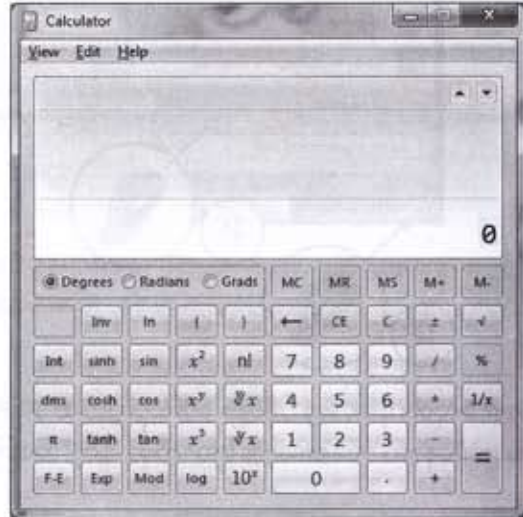 Calculator
View Edit Help
0
Degrees Radians Grads MC MR MS M+ M-
Inv ln ( ) ← CE C ± √
Int sinh sin x² n! 7 8 9 / %
dms cosh cos xʸ ʸ√x 4 5 6 * 1/x
π tanh tan x³ ∛x 1 2 3 -
F-E Exp Mod log 10ˣ 0 . + =